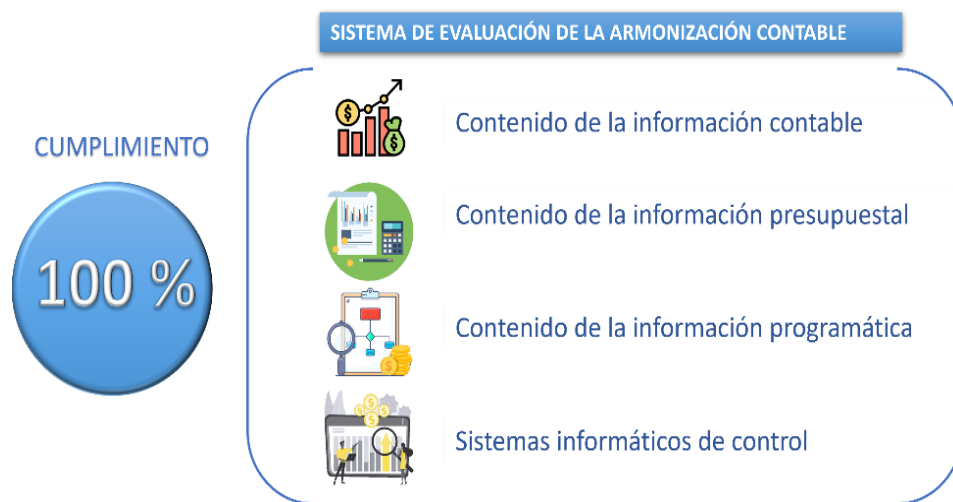 SISTEMA DE EVALUACIÓN DE LA ARMONIZACIÓN CONTABLE
CUMPLIMIENTO
100 %
Contenido de la información contable
Contenido de la información presupuestal
Contenido de la información programática
Sistemas informáticos de control